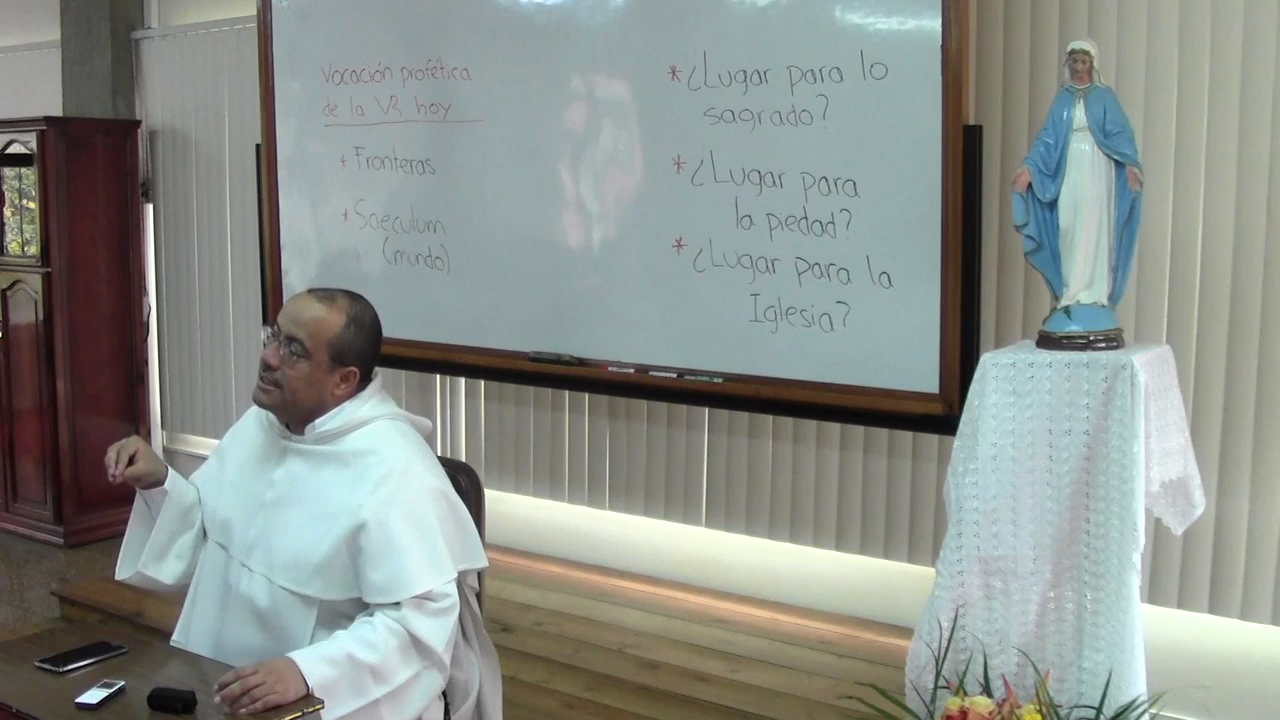 Vocación profética
de la VR hoy
* Fronteras
* Saeculum
(mundo)
* ¿Lugar para lo
sagrado?
* ¿Lugar para
la piedad?
* ¿Lugar para la
Iglesia?